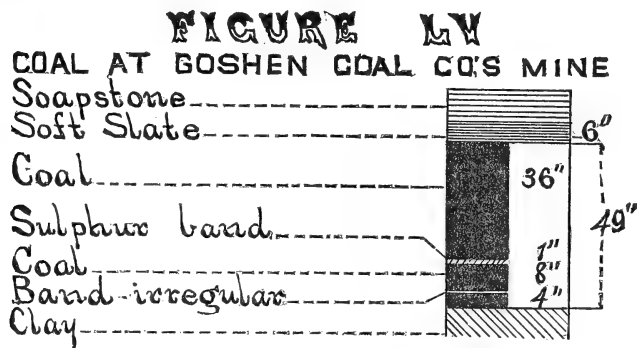 FIGURE LV
COAL AT GOSHEN COAL CO'S MINE
Soapstone
Soft Slate
6"
Coal
36"
49"
Sulphur band
1"
Coal
8"
Band irregular
4"
Clay